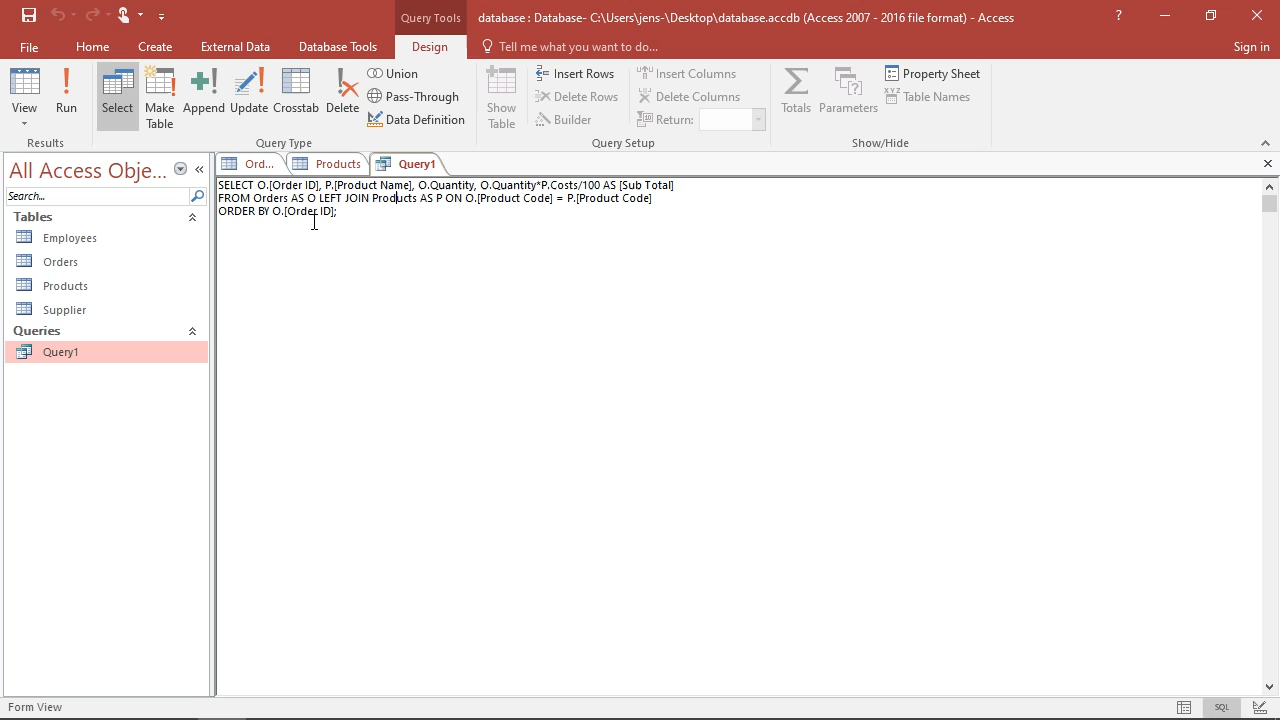 Query Tools
database : Database- C:\Users\jens-\Desktop\database.accdb (Access 2007 - 2016 file format) - Access
?
File Home Create External Data Database Tools Design Tell me what you want to do... Sign in
View Run Select Make Table Append Update Crosstab Delete
Union
Pass-Through
Data Definition
Show Table
Insert Rows
Delete Rows
Builder
Insert Columns
Delete Columns
Return:
Totals Parameters
Property Sheet
XYZ Table Names
Results Query Type Query Setup Show/Hide
All Access Obje...
Search...
Tables
Employees
Orders
Products
Supplier
Queries
Query1
Ord... Products Query1
SELECT O.[Order ID], P.[Product Name], O.Quantity, O.Quantity*P.Costs/100 AS [Sub Total]
FROM Orders AS O LEFT JOIN Products AS P ON O.[Product Code] = P.[Product Code]
ORDER BY O.[Order ID];
Form View
SQL